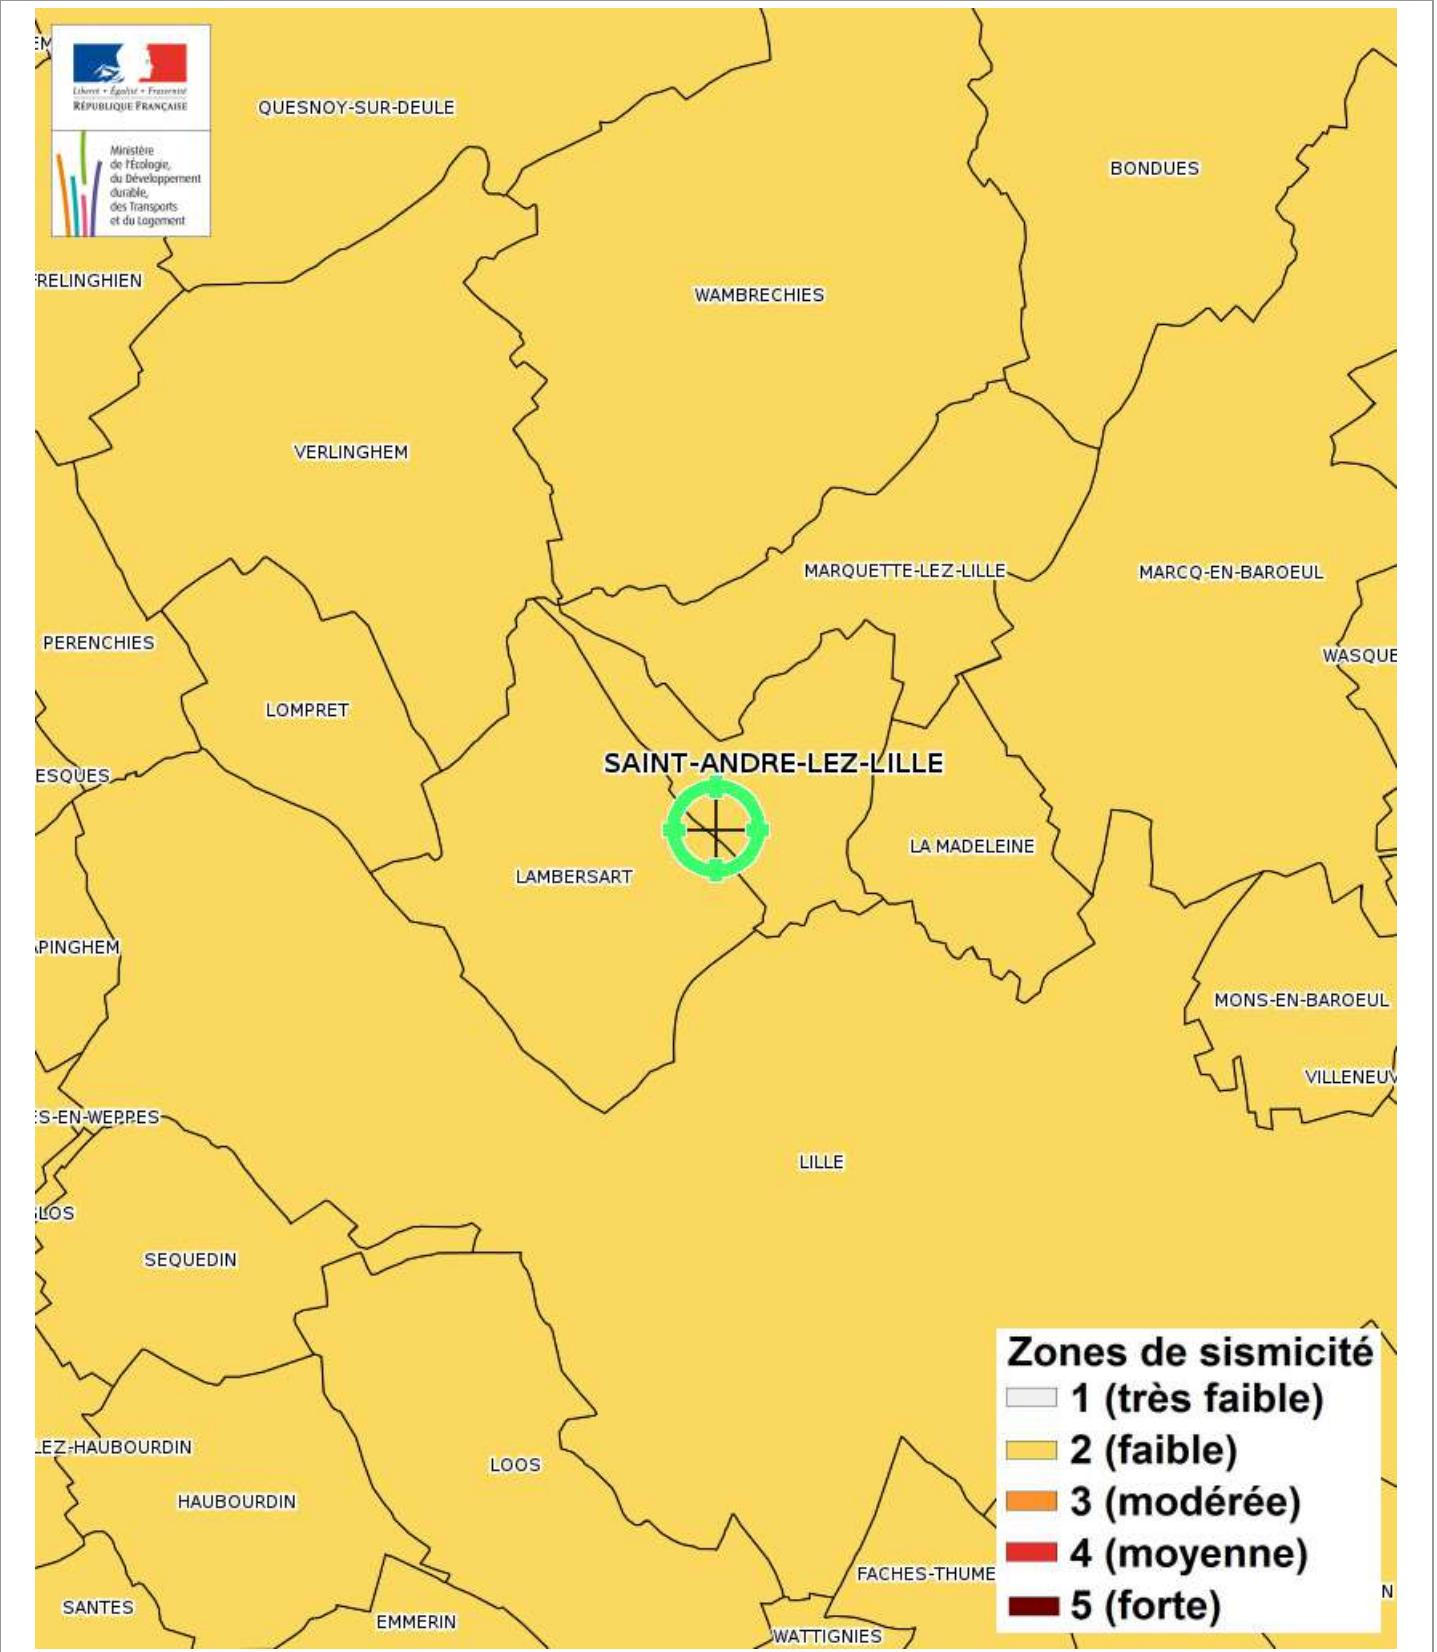 EM
Liberté • Égalité • Fraternité
RÉPUBLIQUE FRANÇAISE
Ministère
de l'Écologie,
du Développement
durable,
des Transports
et du Logement
QUESNOY-SUR-DEULE
BONDUES
FRELINGHIEN
WAMBRECHIES
VERLINGHEM
MARQUETTE-LEZ-LILLE
MARCQ-EN-BAROEUL
PERENCHIES
WASQUE
LOMPRET
SAINT-ANDRE-LEZ-LILLE
ESQUES
LA MADELEINE
LAMBERSART
APINGHEM
MONS-EN-BAROEUL
VILLENEUV
ES-EN-WEPPES
LILLE
LOS
SEQUEDIN
Zones de sismicité
1 (très faible)
2 (faible)
3 (modérée)
4 (moyenne)
5 (forte)
LEZ-HAUBOURDIN
LOOS
HAUBOURDIN
FACHES-THUME
N
SANTES
EMMERIN
WATTIGNIES